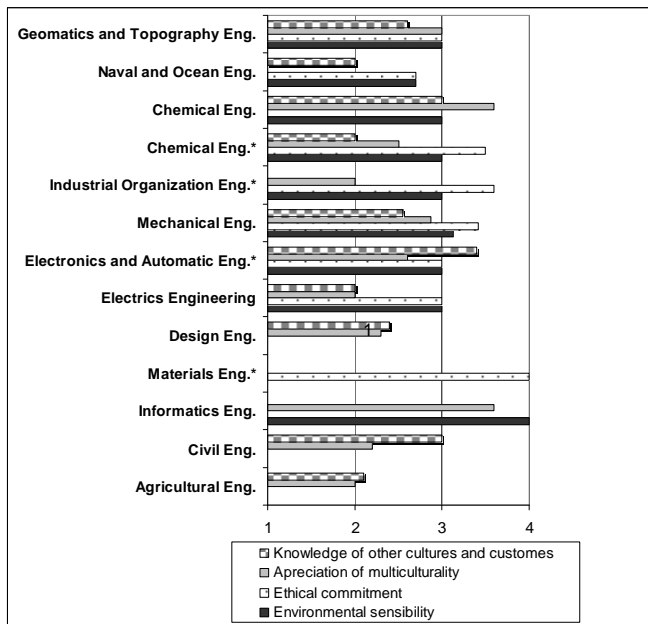 Geomatics and Topography Eng.
Naval and Ocean Eng.
Chemical Eng.
Chemical Eng.*
Industrial Organization Eng.*
Mechanical Eng.
Electronics and Automatic Eng.*
Electrics Engineering
Design Eng.
1
Materials Eng.*
Informatics Eng.
Civil Eng.
Agricultural Eng.
1 2 3 4
Knowledge of other cultures and customes
Apreciation of multiculturality
Ethical commitment
Environmental sensibility